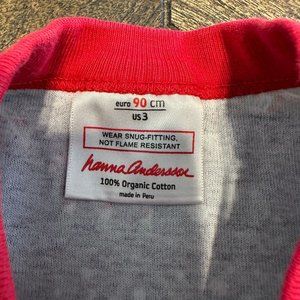 euro 90 cm
US 3
WEAR SNUG-FITTING,
NOT FLAME RESISTANT
hanna andersson
100% Organic Cotton
made in Peru